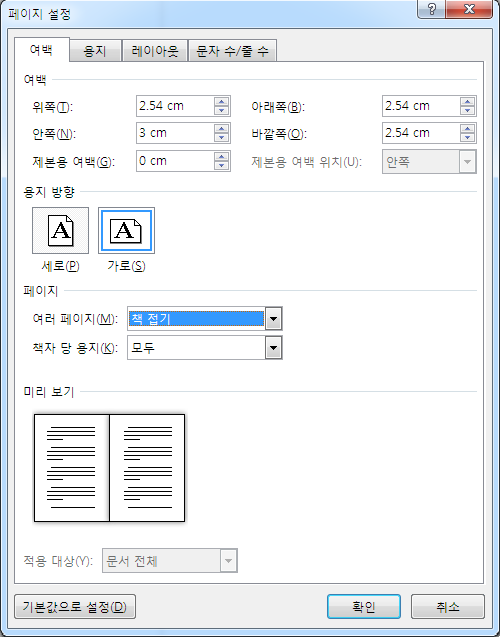 페이지 설정
여백 용지 레이아웃 문자 수/줄 수
여백
위쪽(T): 2.54 cm 아래쪽(B): 2.54 cm
안쪽(N): 3 cm 바깥쪽(O): 2.54 cm
제본용 여백(G): 0 cm 제본용 여백 위치(U): 안쪽
용지 방향
A A
세로(P) 가로(S)
페이지
여러 페이지(M): 책 접기
책자 당 용지(K): 모두
미리 보기
적용 대상(Y): 문서 전체
기본값으로 설정(D) 확인 취소